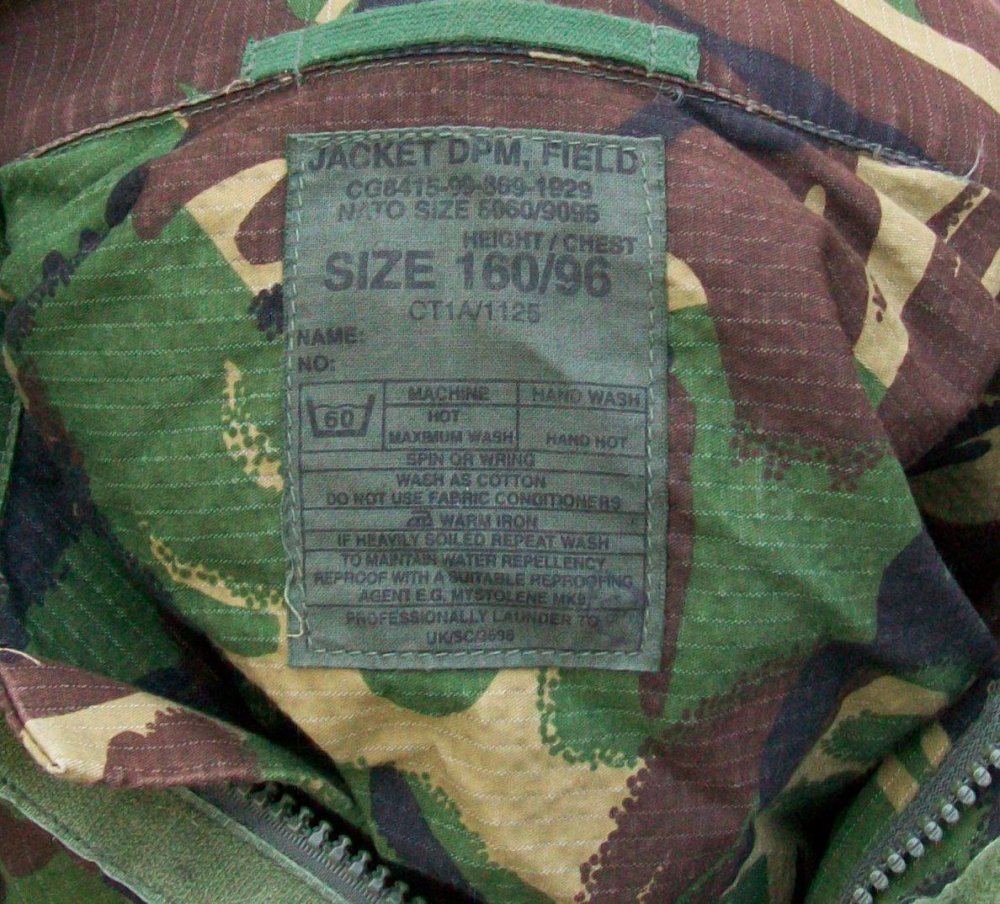 JACKET DPM, FIELD
CG8415-99-869-1929
NATO SIZE 6060/9095
HEIGHT / CHEST
SIZE 160/96
CT1A/1125
NAME:
NO:
60
MACHINE HAND WASH
HOT
MAXIMUM WASH HAND HOT
SPIN OR WRING
WASH AS COTTON
DO NOT USE FABRIC CONDITIONERS
WARM IRON
IF HEAVILY SOILED REPEAT WASH
TO MAINTAIN WATER REPELLENCY
REPROOF WITH A SUITABLE REPROOFING
AGENT E.G. MYSTOLENE MK8
PROFESSIONALLY LAUNDER TO